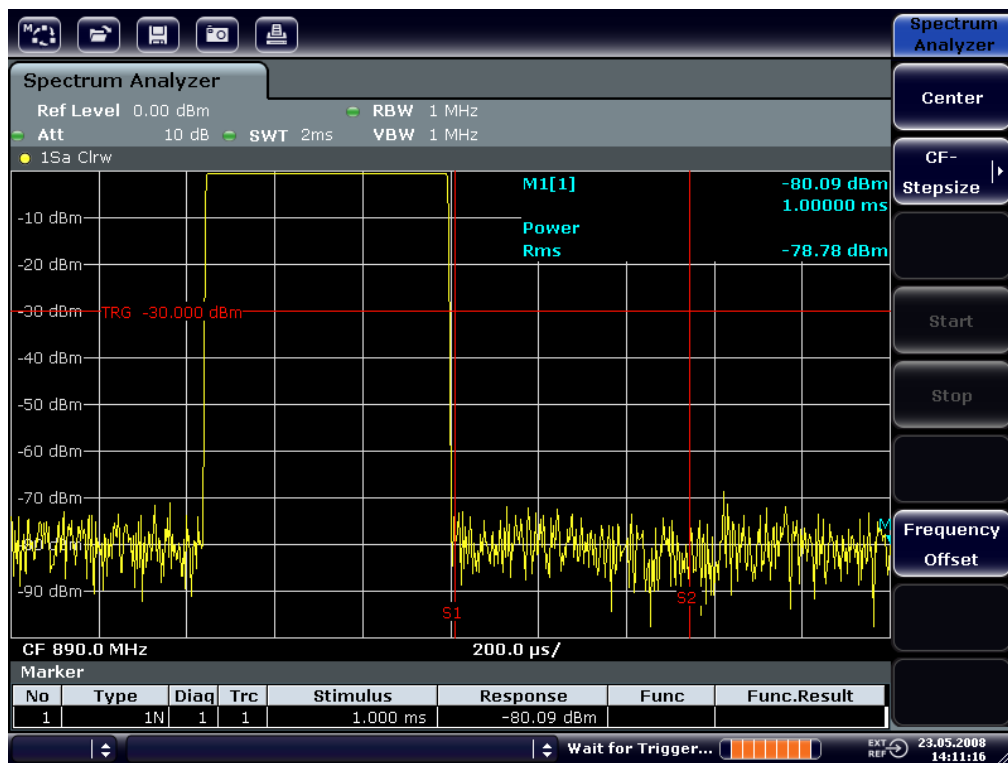 Spectrum
Analyzer
Spectrum Analyzer
Ref Level 0.00 dBm RBW 1 MHz
Att 10 dB SWT 2ms VBW 1 MHz
1Sa Clrw
Center
CF-
Stepsize
M1[1] -80.09 dBm
1.00000 ms
Power
Rms -78.78 dBm
-10 dBm
-20 dBm
-30 dBm
TRG -30.000 dBm
-40 dBm
-50 dBm
-60 dBm
-70 dBm
-80 dBm
-90 dBm
S1
S2
Start
Stop
Frequency
Offset
CF 890.0 MHz 200.0 µs/
Marker
No Type Diaq Trc Stimulus Response Func Func.Result
1 1N 1 1 1.000 ms -80.09 dBm
Wait for Trigger...
EXT
REF
23.05.2008
14:11:16